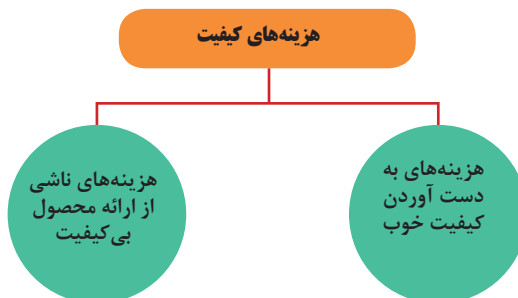 هزینه‌های کیفیت
هزینه‌های به
دست آوردن
کیفیت خوب
هزینه‌های ناشی
از ارائه محصول
بی‌کیفیت